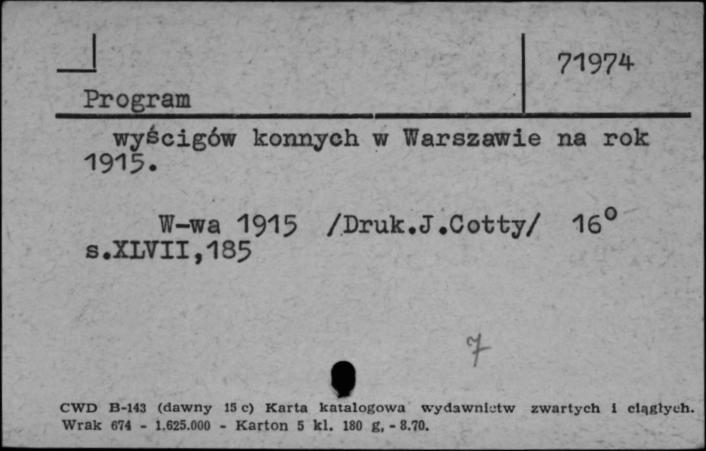 71974
Program
wyścigów konnych w Warszawie na rok
1915.
W-wa 1915 /Druk.J.Cotty/ 16°
s.XLVII,185
7
CWD B-143 (dawny 15 c) Karta katalogowa wydawnictw zwartych i ciągłych.
Wrak 674 - 1.625.000 - Karton 5 kl. 180 g, - 8.70.